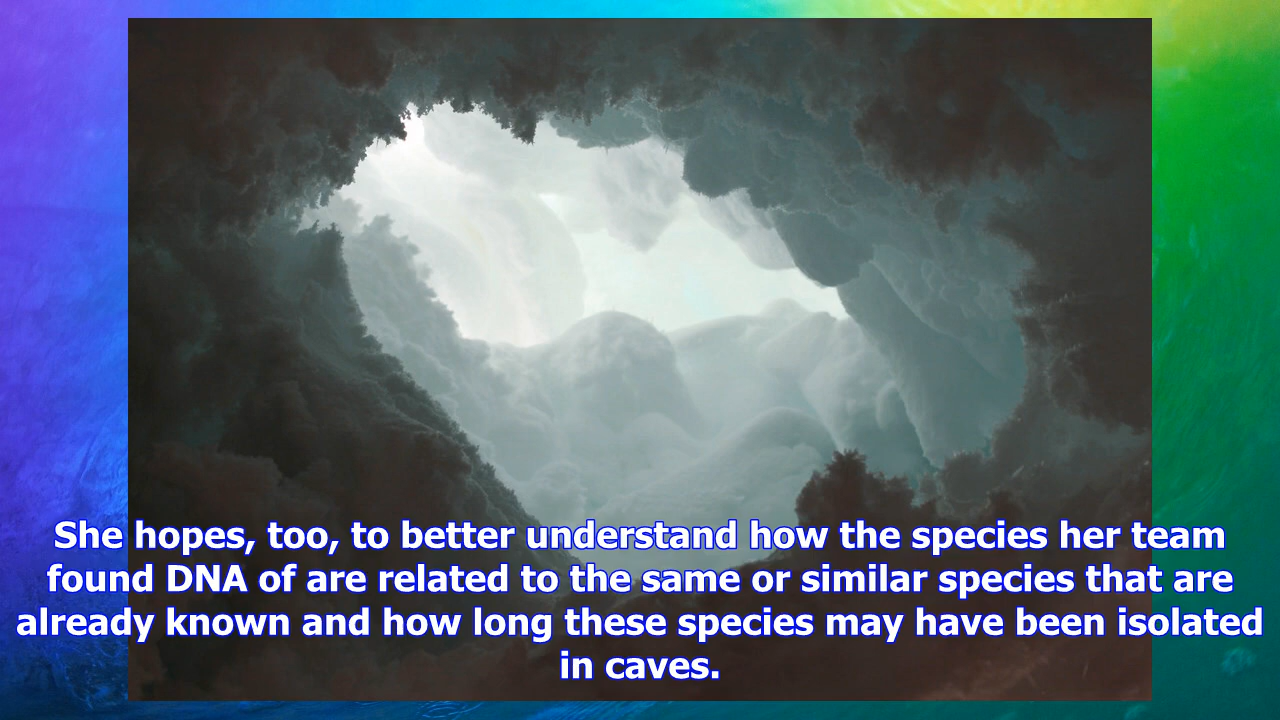 She hopes, too, to better understand how the species her team
found DNA of are related to the same or similar species that are
already known and how long these species may have been isolated
in caves.